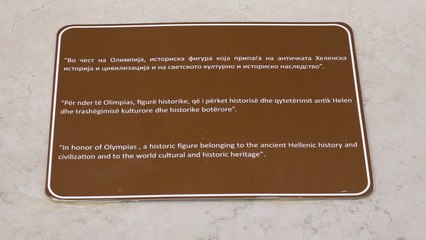 "Во чест на Олимпија, историска фигура која припаѓа на античката Хеленска
историја и цивилизација и на светското културно и историско наследство".
"Për nder të Olimpias, figurë historike, që i përket historisë dhe qytetërimit antik Helen
dhe trashëgimisë kulturore dhe historike botërore".
"In honor of Olympias , a historic figure belonging to the ancient Hellenic history and
civilization and to the world cultural and historic heritage".